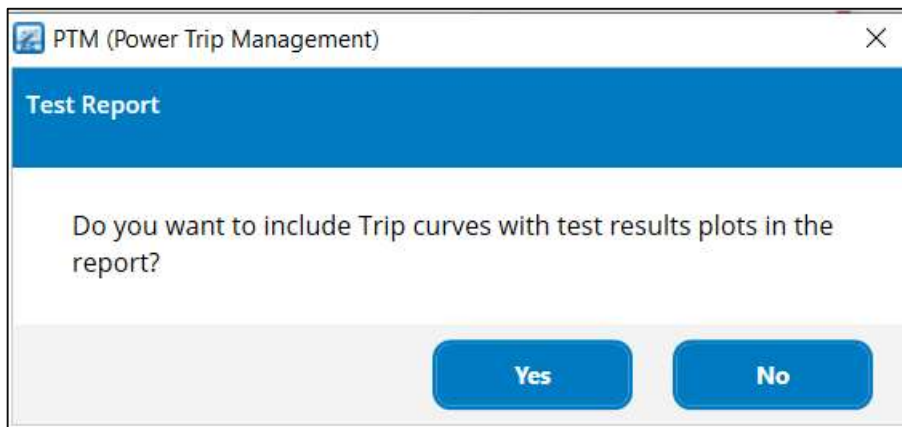 PTM (Power Trip Management)
Test Report
Do you want to include Trip curves with test results plots in the
report?
Yes
No